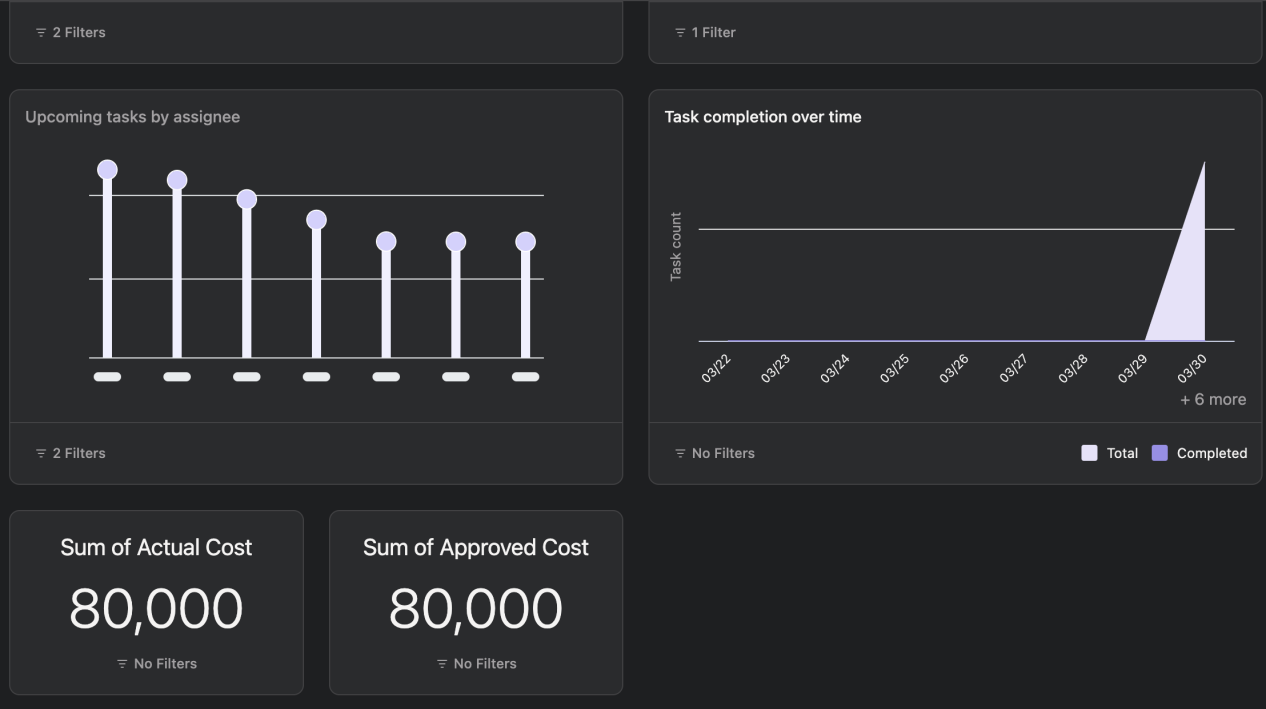 2 Filters
1 Filter
Upcoming tasks by assignee
2 Filters
Task completion over time
Task count
03/22
03/23
03/24
03/25
03/26
03/27
03/28
03/29
03/30
+ 6 more
No Filters
Total
Completed
Sum of Actual Cost
80,000
No Filters
Sum of Approved Cost
80,000
No Filters